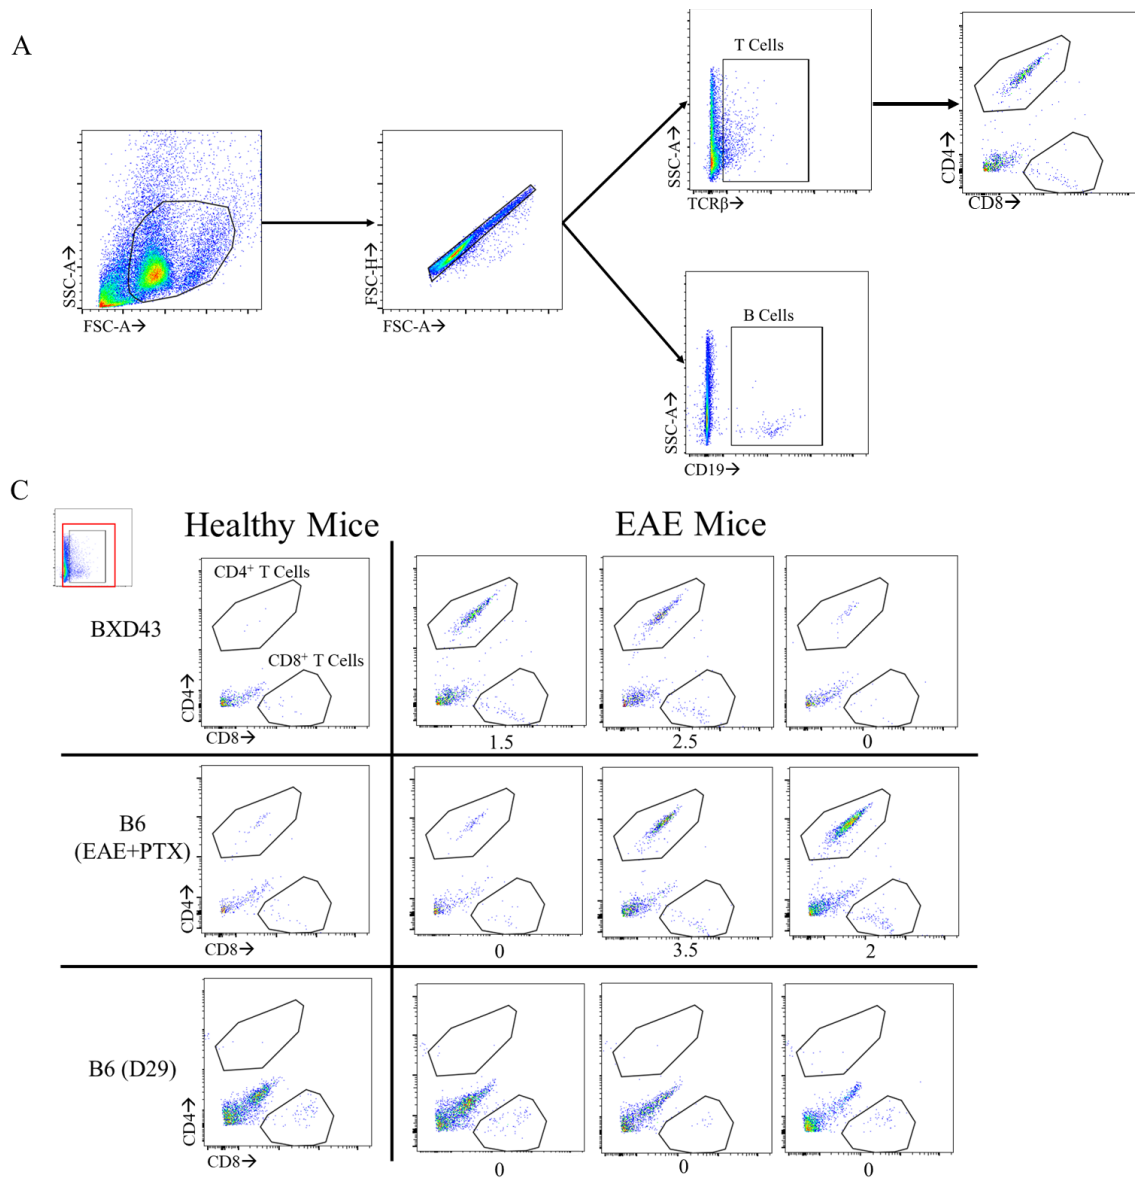 A
T Cells
SSC-A→
TCRβ→
CD4→
CD8→
SSC-A→
FSC-A→
FSC-H→
FSC-A→
B Cells
SSC-A→
CD19→
C
Healthy Mice
EAE Mice
BXD43
CD4+ T Cells
CD8+ T Cells
CD4→
CD8→
1.5
2.5
0
B6
(EAE+PTX)
CD4→
CD8→
0
3.5
2
B6 (D29)
CD4→
CD8→
0
0
0